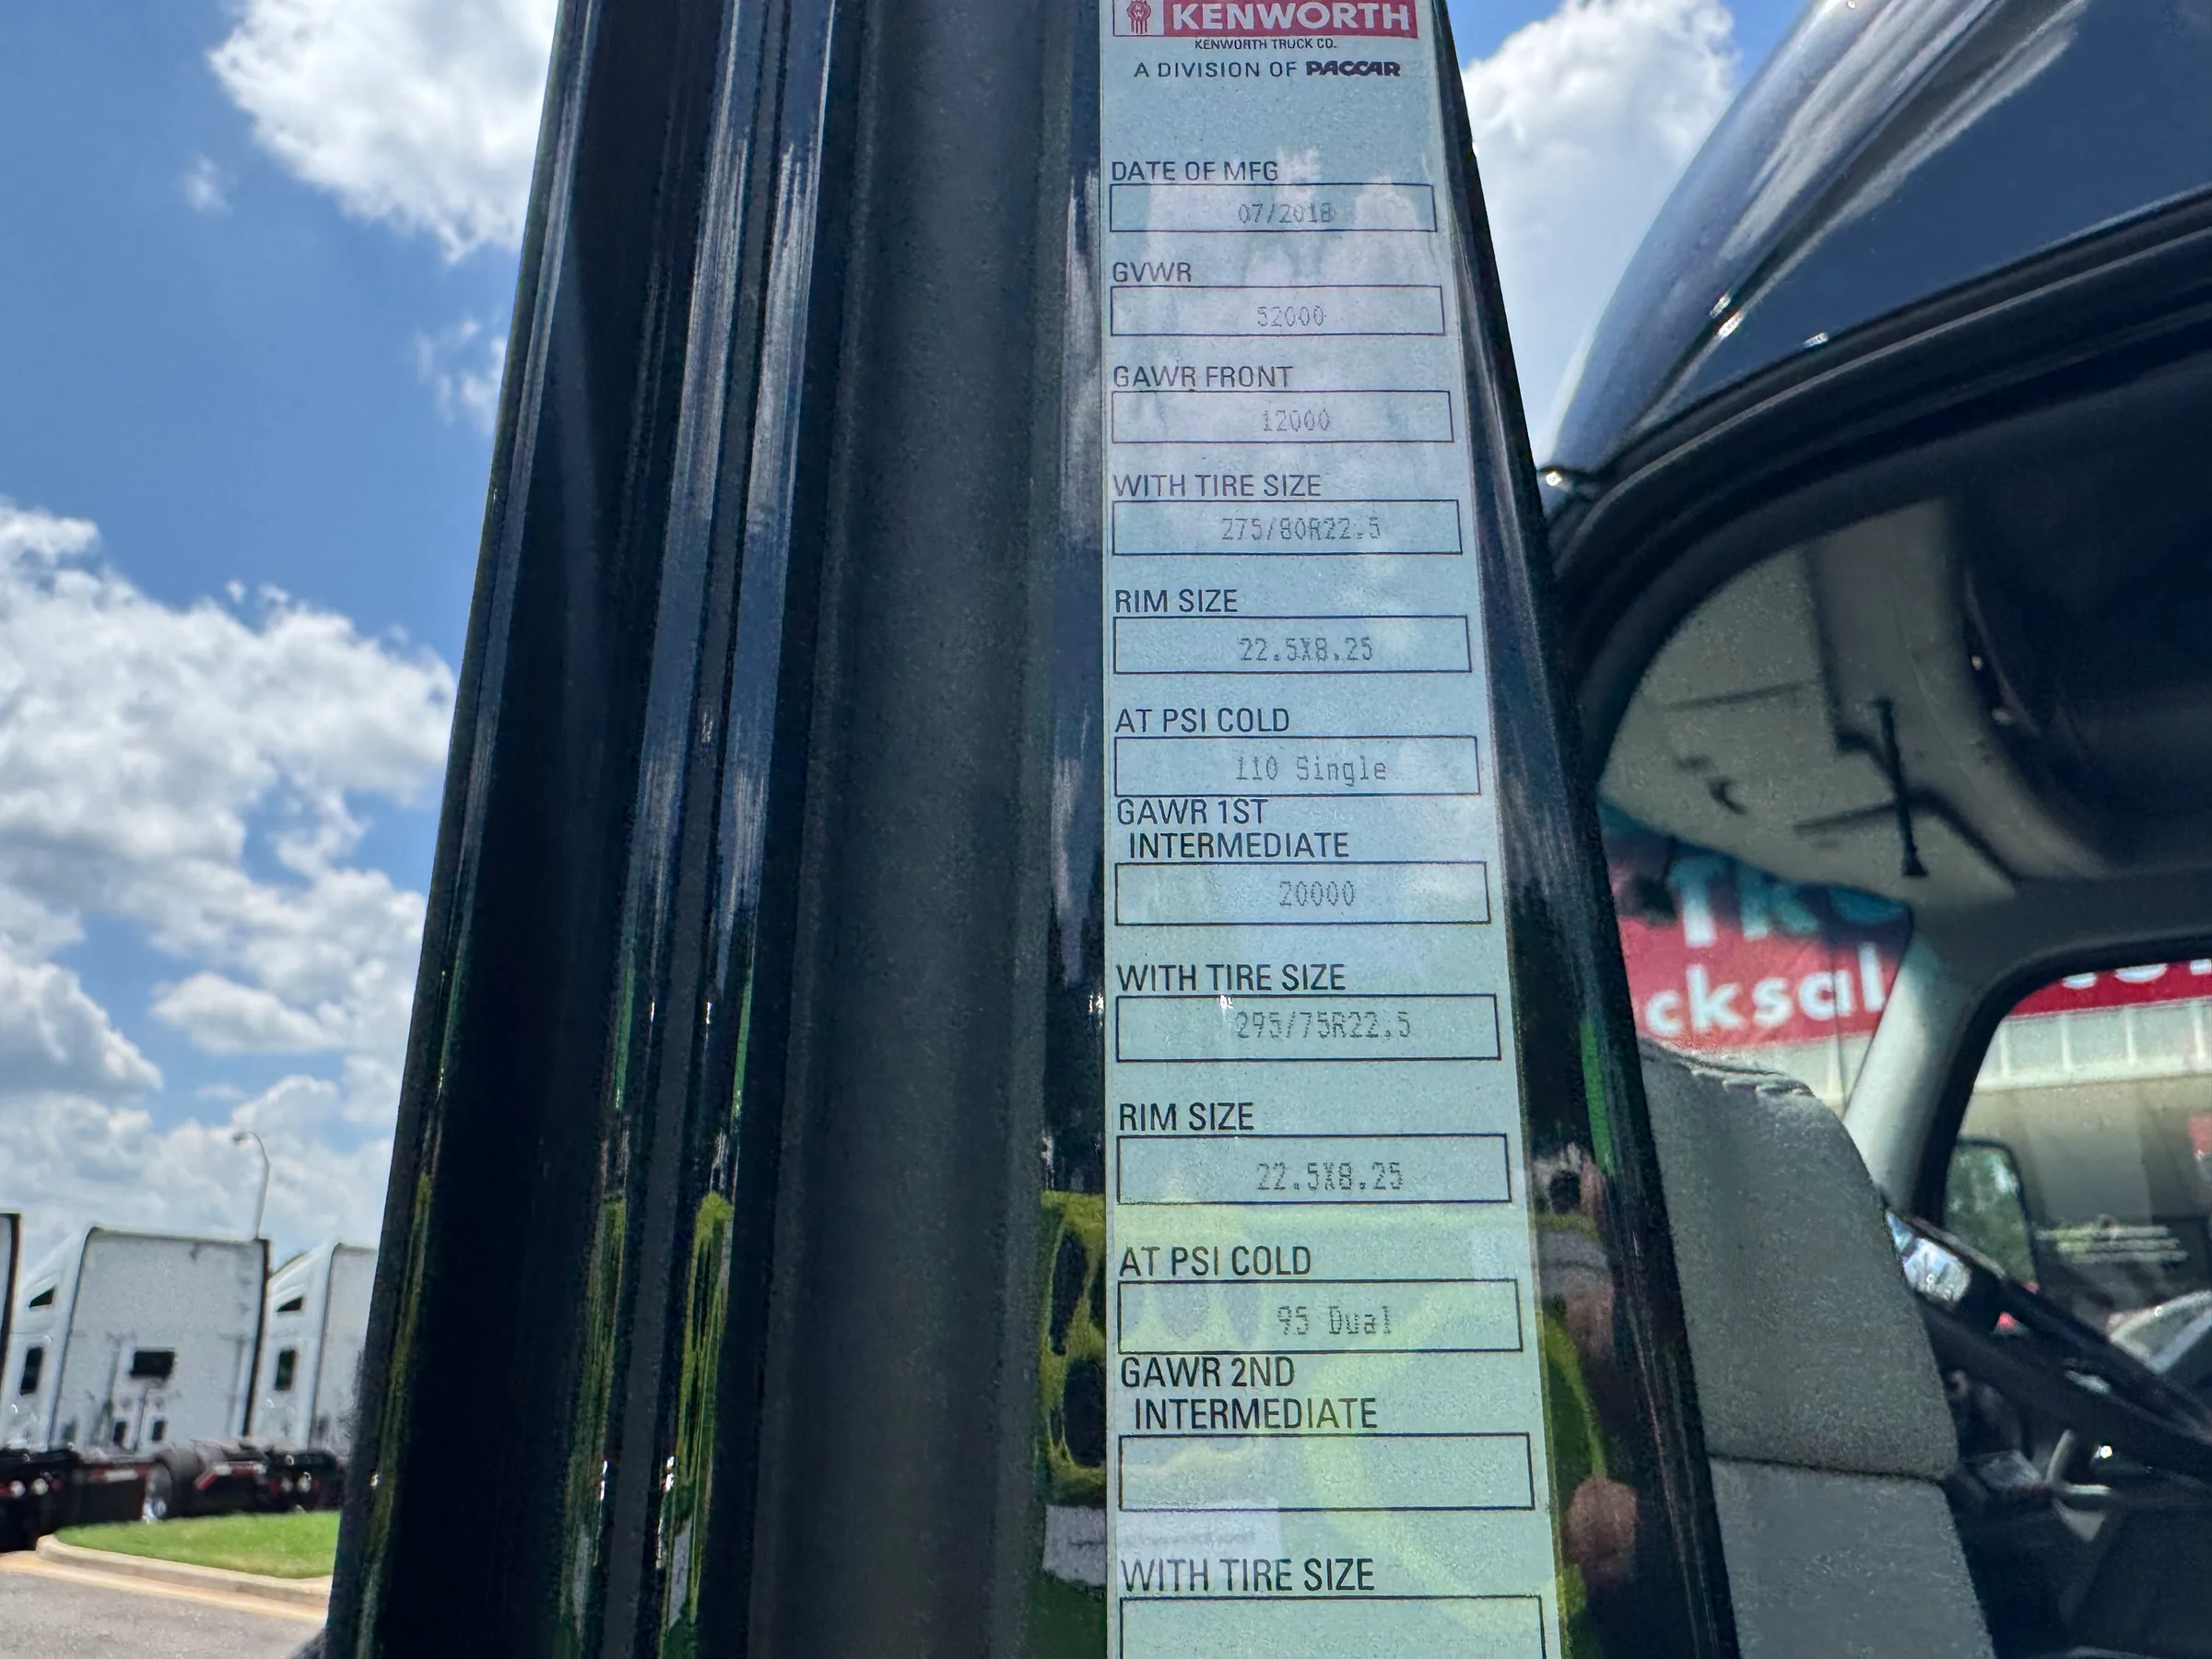 KENWORTH
KENWORTH TRUCK CO.
A DIVISION OF PACCAR
DATE OF MFG
07/2018
GVWR
52000
GAWR FRONT
12000
WITH TIRE SIZE
275/80R22.5
RIM SIZE
22.5X8.25
AT PSI COLD
110 Single
GAWR 1ST
INTERMEDIATE
20000
WITH TIRE SIZE
295/75R22.5
RIM SIZE
22.5X8.25
AT PSI COLD
95 Dual
GAWR 2ND
INTERMEDIATE
WITH TIRE SIZE
cksal